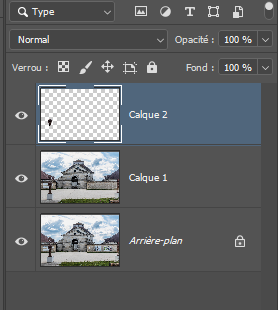 Type
Normal
Opacité : 100 %
Verrou :
Fond : 100 %
Calque 2
Calque 1
Arrière-plan